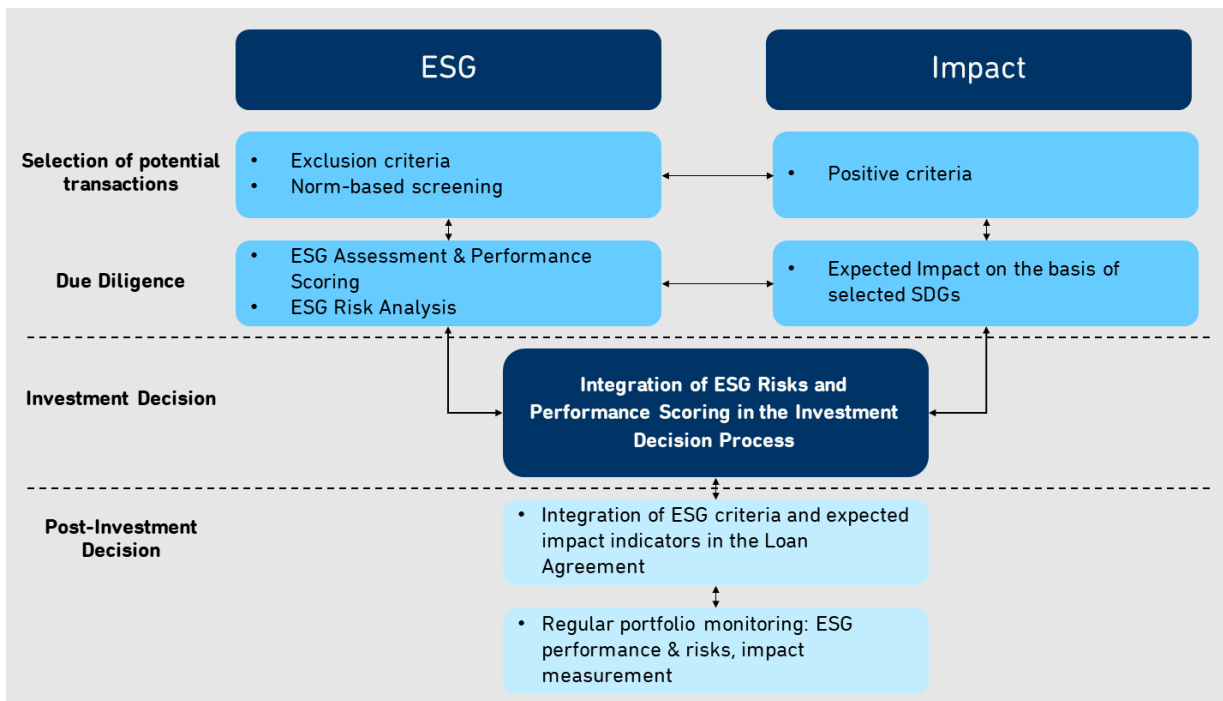 ESG
Impact
Selection of potential
transactions
• Exclusion criteria
• Norm-based screening
• Positive criteria
Due Diligence
• ESG Assessment & Performance
Scoring
• ESG Risk Analysis
• Expected Impact on the basis of
selected SDGs
Investment Decision
Integration of ESG Risks and
Performance Scoring in the Investment
Decision Process
Post-Investment
Decision
• Integration of ESG criteria and expected
impact indicators in the Loan
Agreement
• Regular portfolio monitoring: ESG
performance & risks, impact
measurement